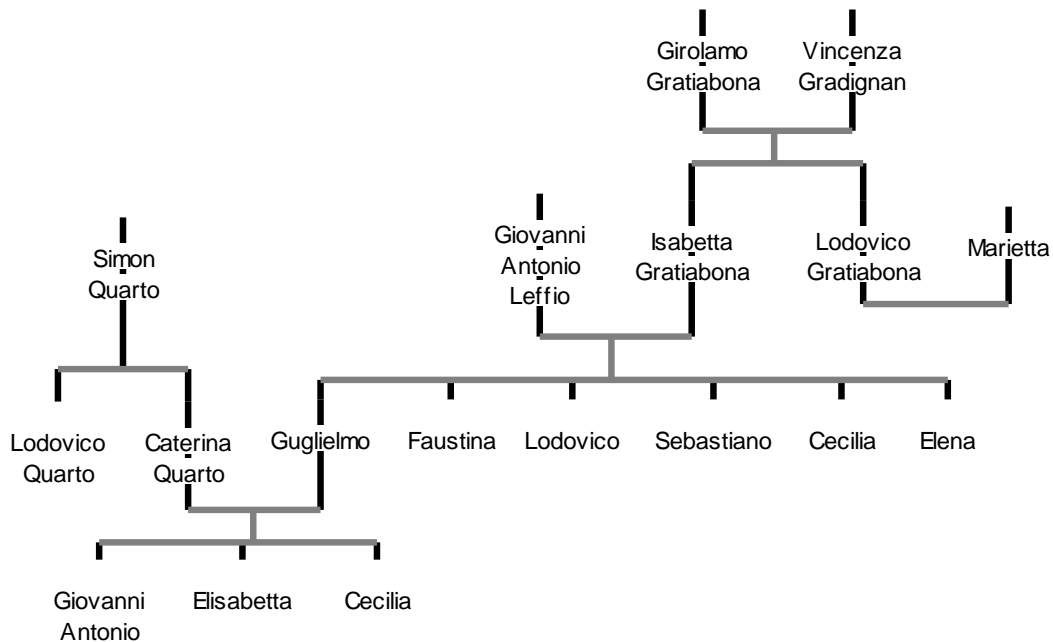 Girolamo
Gratiabona
Vincenza
Gradignan
Simon
Quarto
Giovanni
Antonio
Leffio
Isabetta
Gratiabona
Lodovico
Gratiabona
Marietta
Lodovico
Quarto
Caterina
Quarto
Guglielmo
Faustina
Lodovico
Sebastiano
Cecilia
Elena
Giovanni
Antonio
Elisabetta
Cecilia